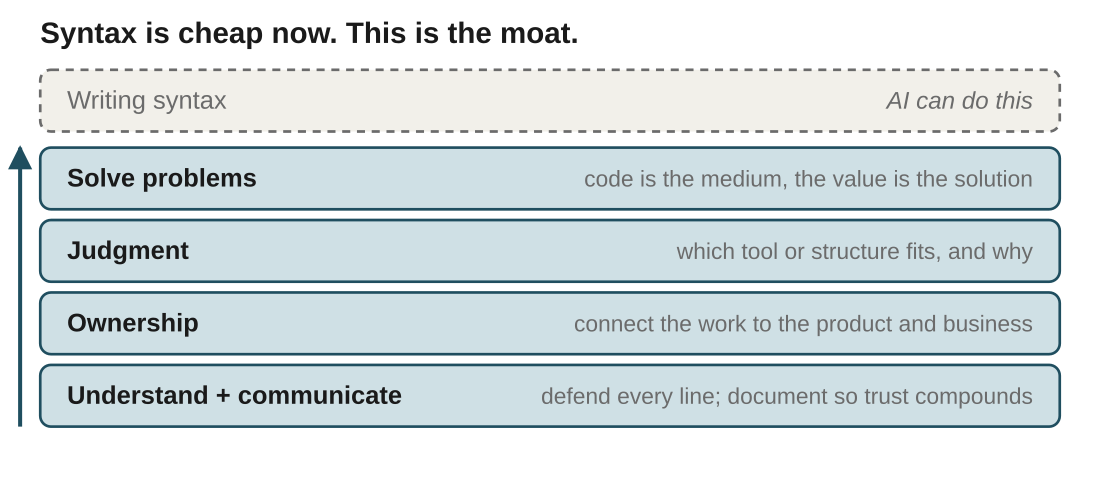 Syntax is cheap now. This is the moat.
Writing syntax AI can do this
Solve problems code is the medium, the value is the solution
Judgment which tool or structure fits, and why
Ownership connect the work to the product and business
Understand + communicate defend every line; document so trust compounds